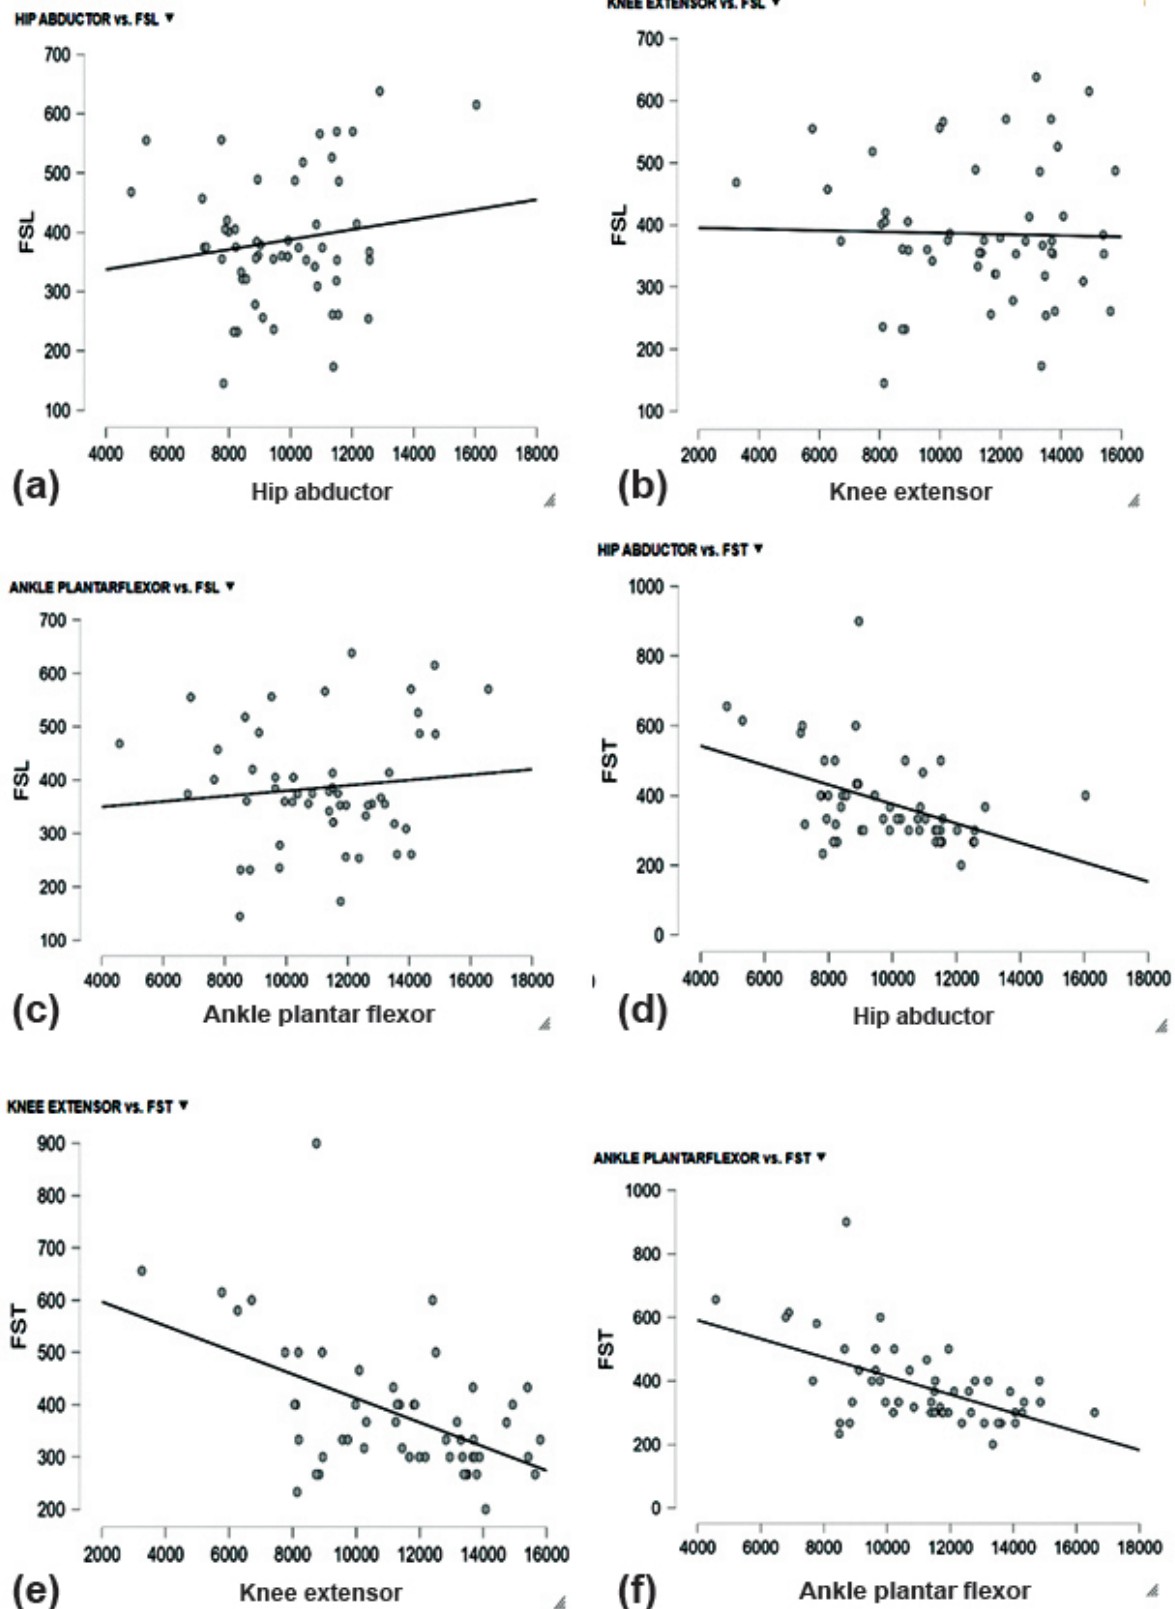 HIP ABDUCTOR vs. FSL ▼
700
600
500
400
300
200
100
FSL
4000 6000 8000 10000 12000 14000 16000 18000
(a)
Hip abductor
KNEE EXTENSOR vs. FSL ▼
700
600
500
400
300
200
100
FSL
2000 4000 6000 8000 10000 12000 14000 16000
(b)
Knee extensor
ANKLE PLANTARFLEXOR vs. FSL ▼
700
600
500
400
300
200
100
FSL
4000 6000 8000 10000 12000 14000 16000 18000
(c)
Ankle plantar flexor
HIP ABDUCTOR vs. FST ▼
1000
800
600
400
200
0
FST
4000 6000 8000 10000 12000 14000 16000 18000
(d)
Hip abductor
KNEE EXTENSOR vs. FST ▼
900
800
700
600
500
400
300
200
FST
2000 4000 6000 8000 10000 12000 14000 16000
(e)
Knee extensor
ANKLE PLANTARFLEXOR vs. FST ▼
1000
800
600
400
200
0
FST
4000 6000 8000 10000 12000 14000 16000 18000
(f)
Ankle plantar flexor